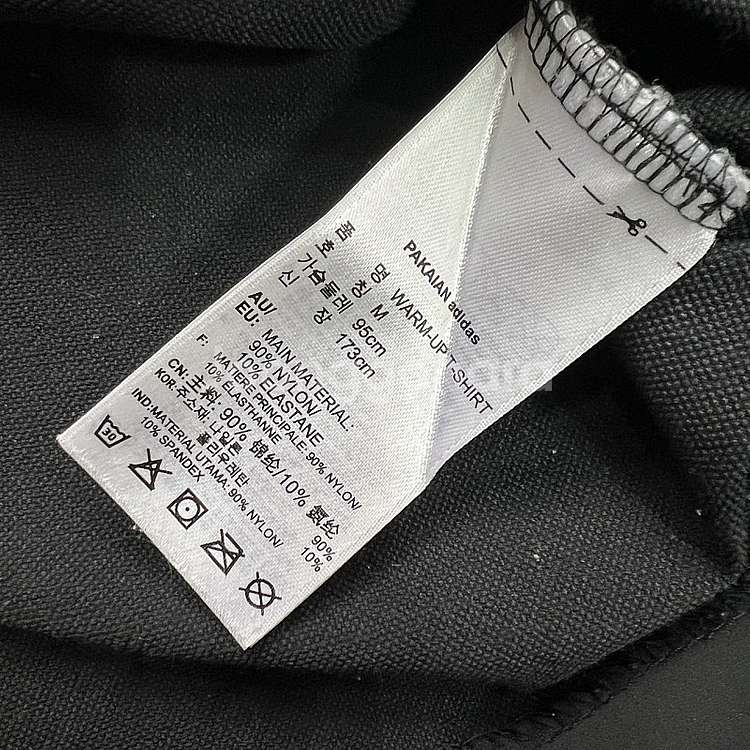 PAKAIAN adidas
품 명 WARM-UP T-SHIRT
호 칭 M
가슴둘레 95cm
신 장 173cm
AU/
EU: MAIN MATERIAL:
90% NYLON/
10% ELASTANE
F: MATIERE PRINCIPALE: 90% NYLON/
10% ÉLASTHANNE
CN: 主料: 90% 锦纶/10% 氨纶
KOR:주소재: 나일론 90%
폴리우레탄 10%
IND:MATERIAL UTAMA: 90% NYLON/
10% SPANDEX
30